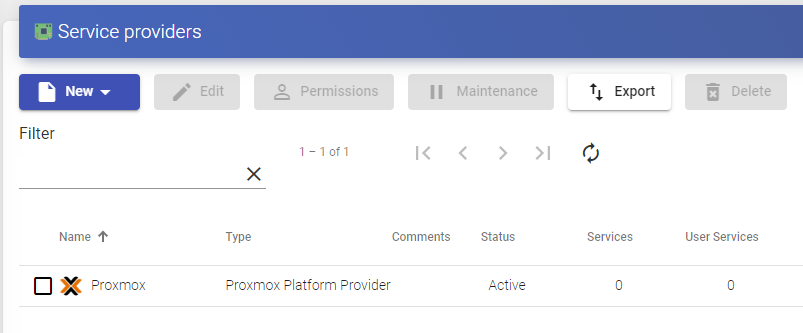 Service providers
New Edit Permissions Maintenance Export Delete
Filter
1 – 1 of 1
Name Type Comments Status Services User Services
Proxmox Proxmox Platform Provider Active 0 0